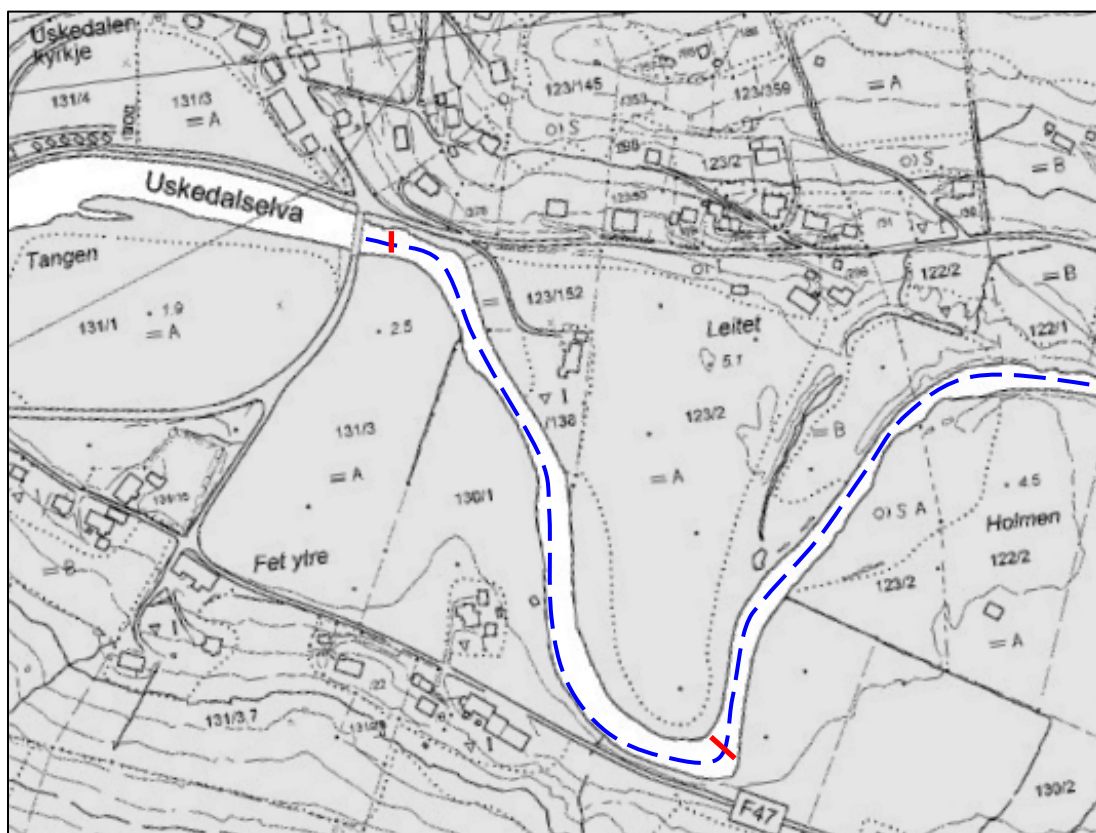 Uskedalen
kyrkje
131/4
131/3
= A
123/145
123/359
= A
123/2
= B
Uskedalselva
Tangen
131/1
1.9
= A
2.5
123/152
Leitet
5.1
122/2
= B
122/1
I
/138
131/3
= A
123/2
= B
= A
130/1
4.5
Holmen
A
122/2
123/2
= A
Fet ytre
= B
I
131/3,7
/22
I
F47
130/2